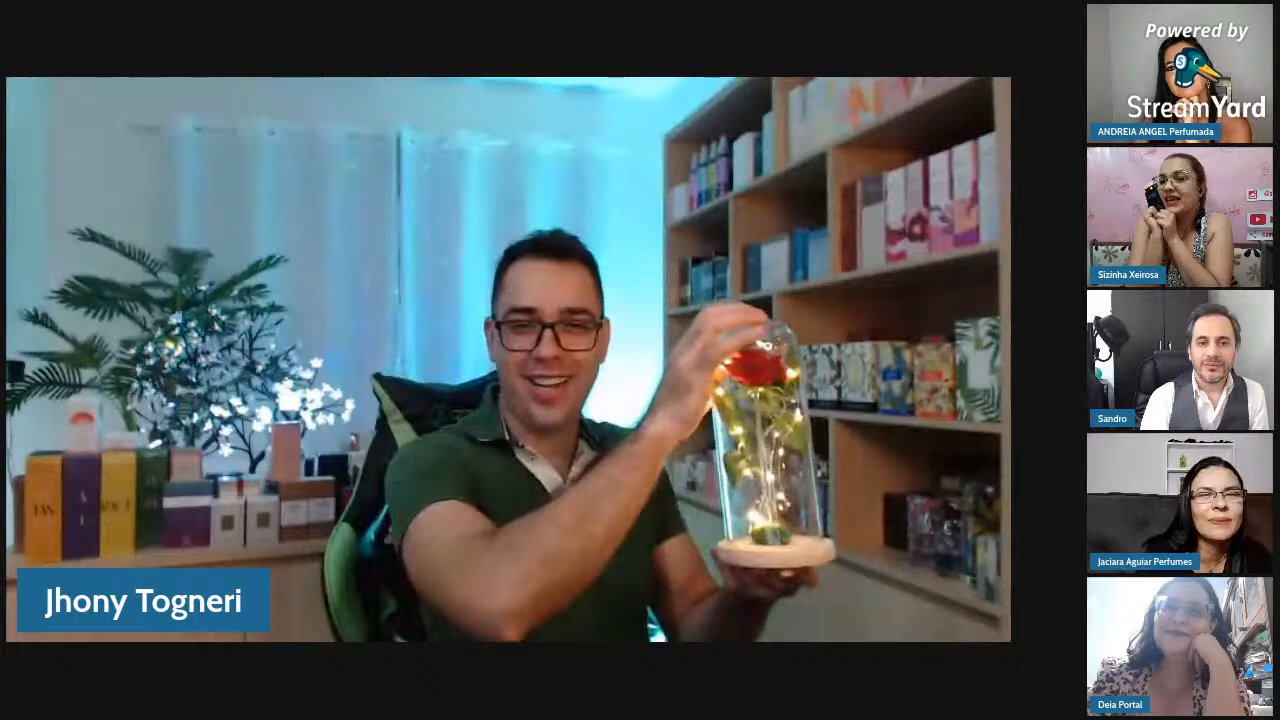 Jhony Togneri
Powered by
StreamYard
ANDREIA ANGEL Perfumada
Sizinha Xeirosa
Sandro
Jaciara Aguiar Perfumes
Deia Portal